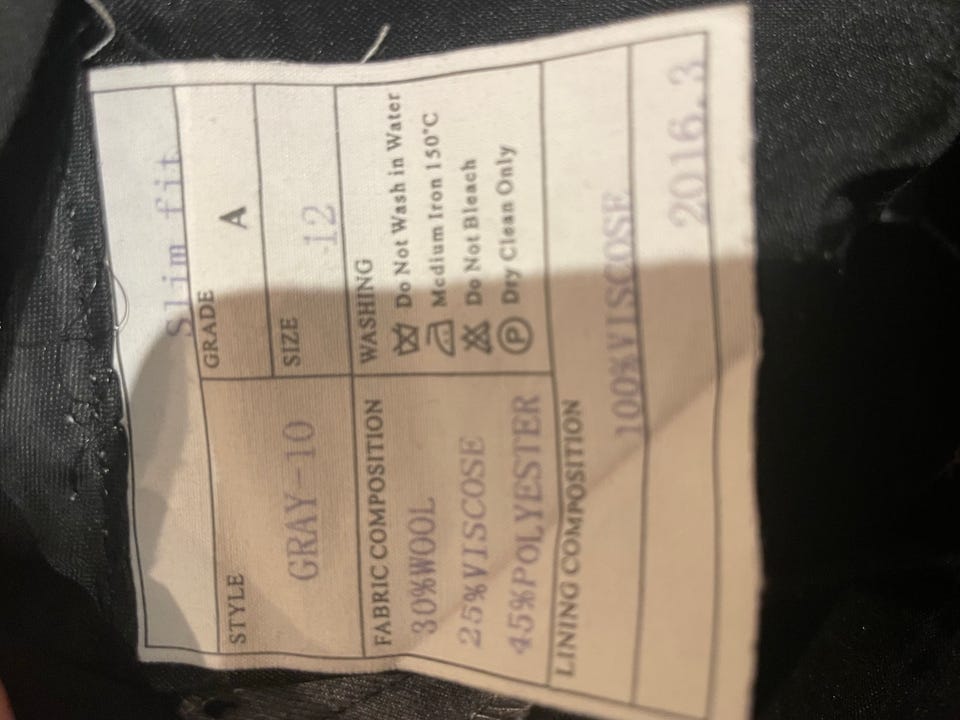 Slim fit
STYLE
GRAY-10
GRADE
A
SIZE
-12
FABRIC COMPOSITION
30%WOOL
25%VISCOSE
45%POLYESTER
WASHING
Do Not Wash in Water
Medium Iron 150°C
Do Not Bleach
P Dry Clean Only
LINING COMPOSITION
100%VISCOSE
2016.3